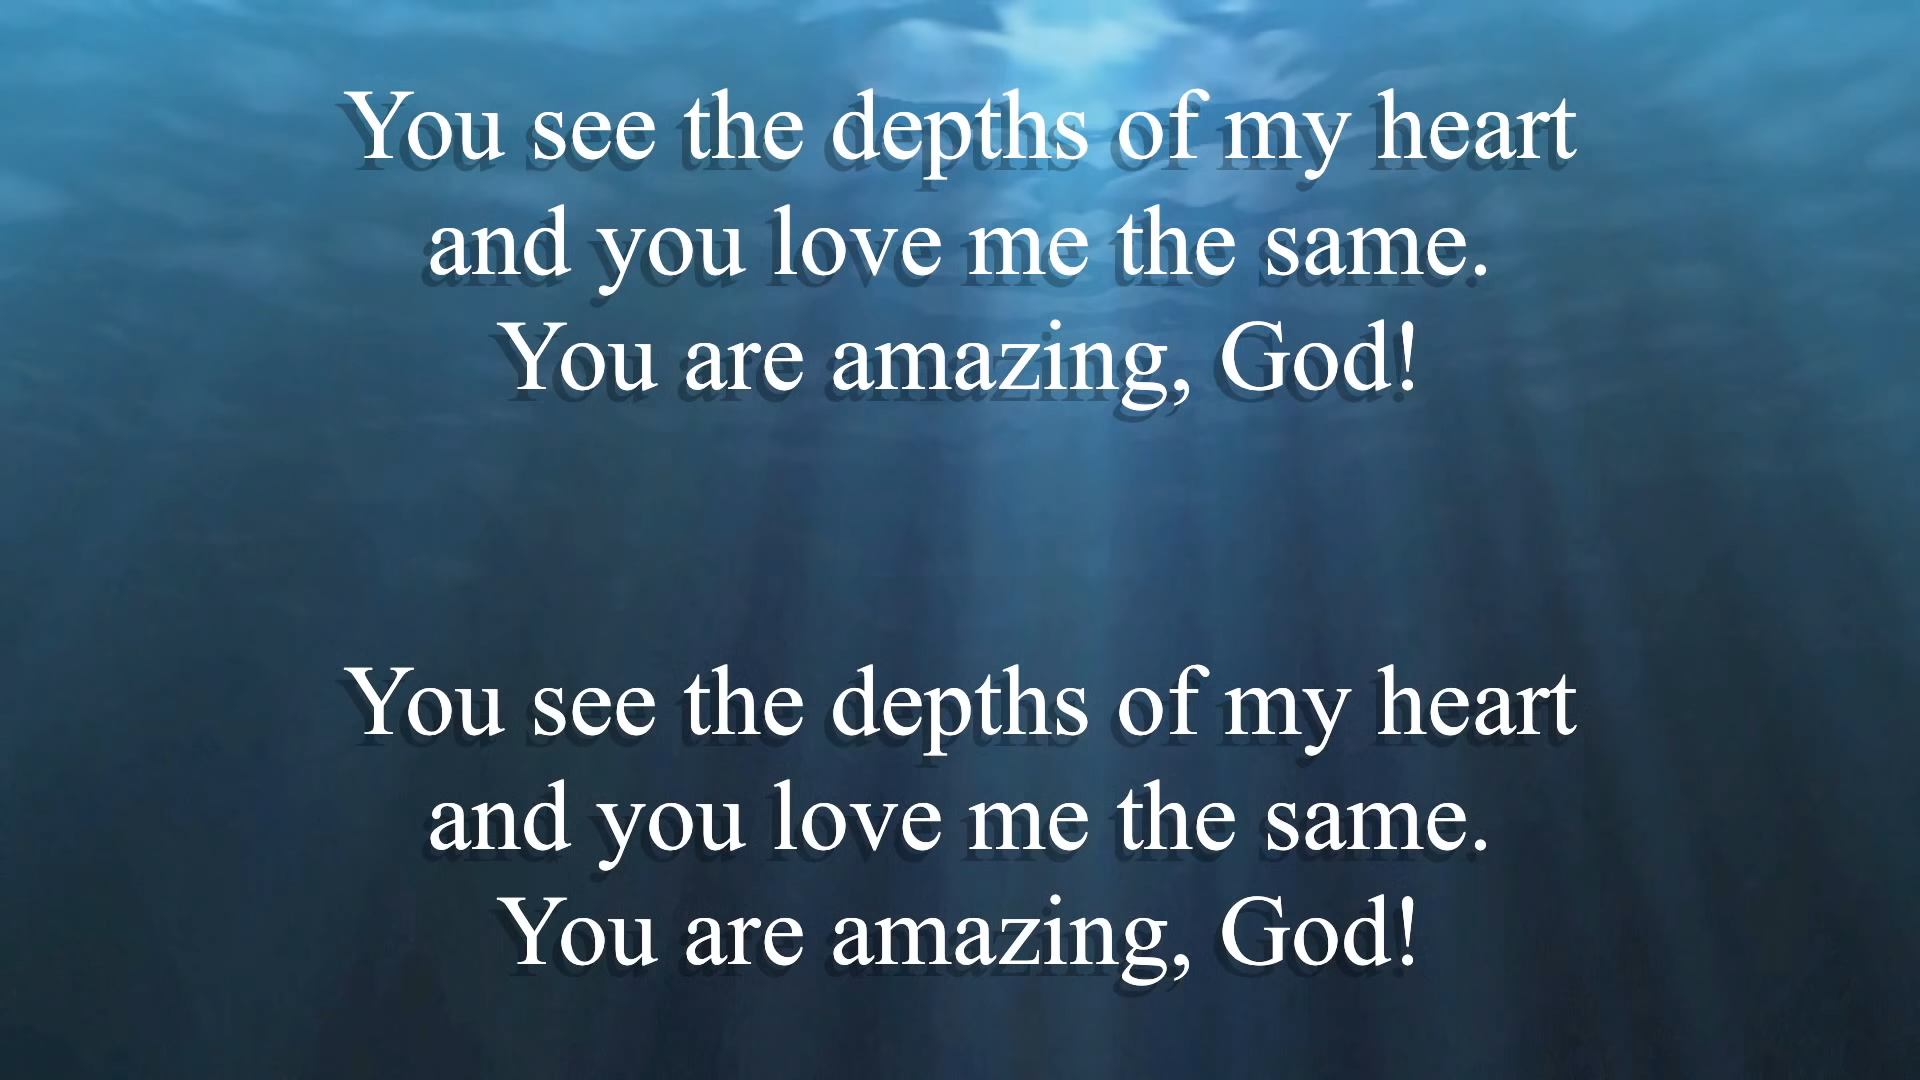 You see the depths of my heart
and you love me the same.
You are amazing, God!
You see the depths of my heart
and you love me the same.
You are amazing, God!